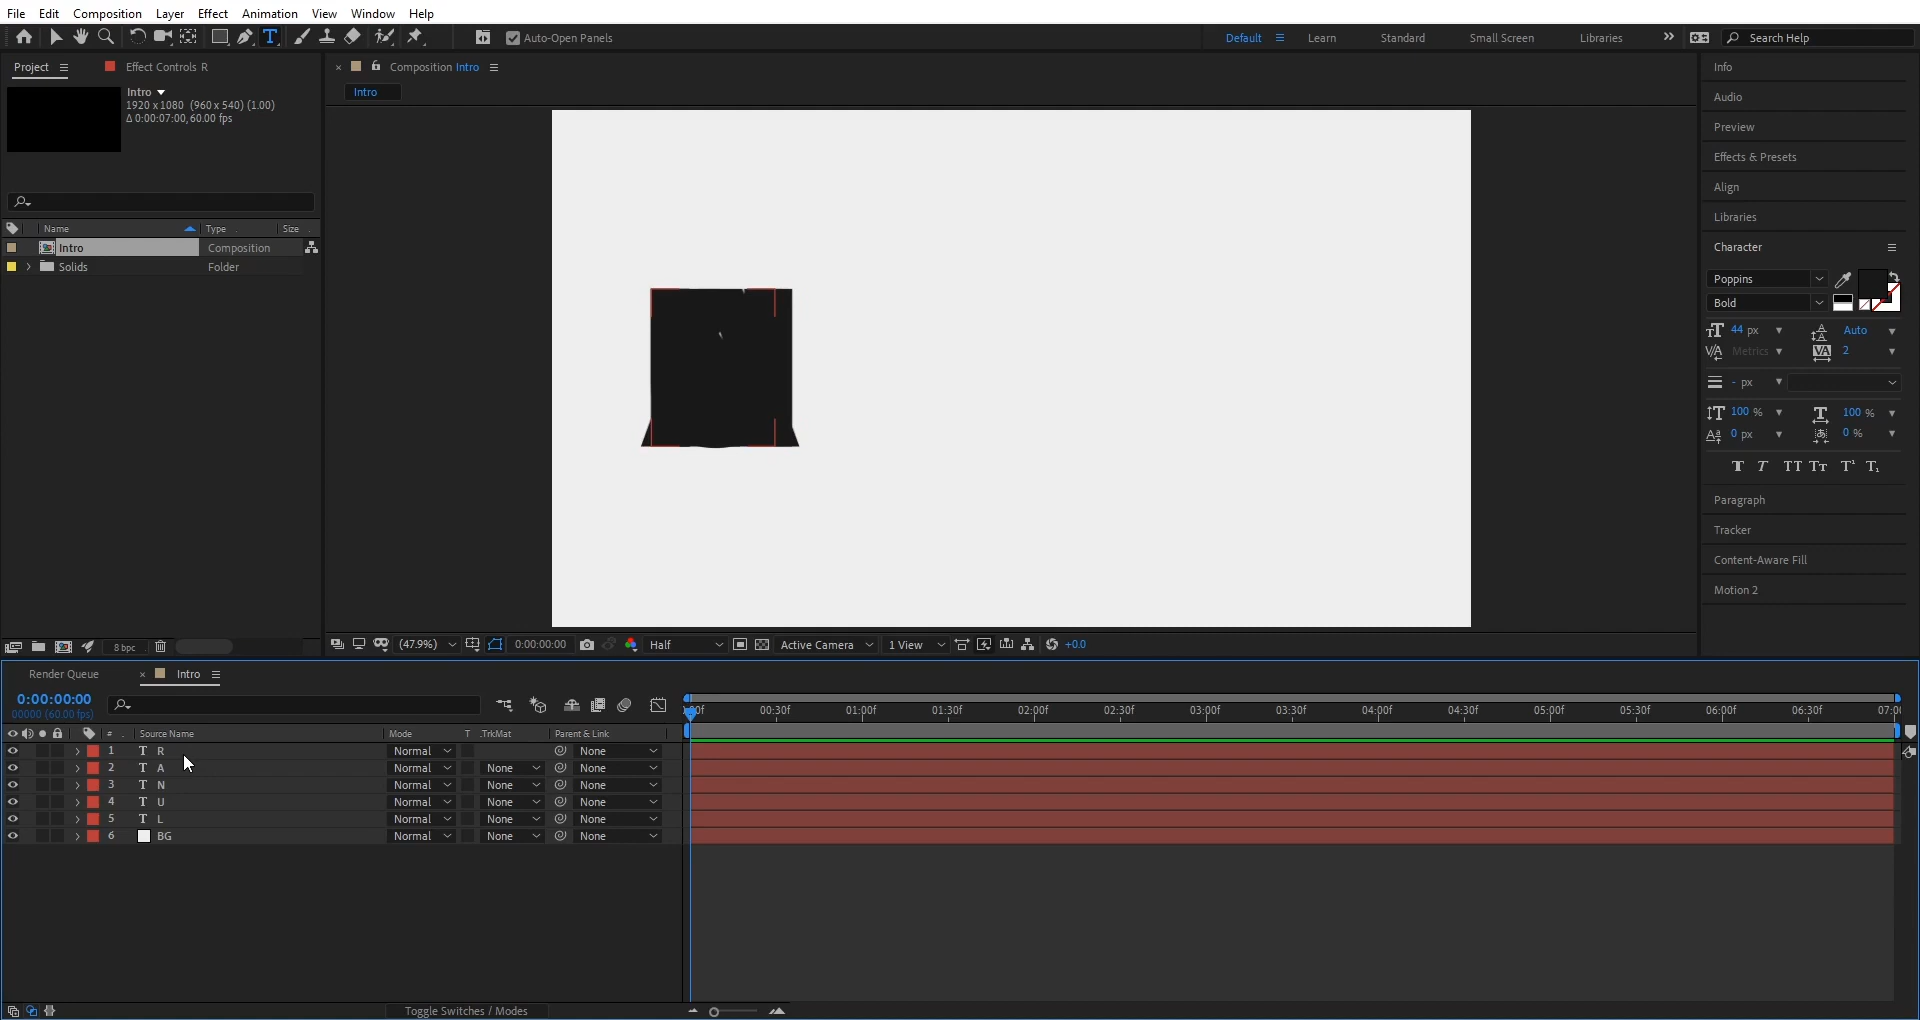 File Edit Composition Layer Effect Animation View Window Help
Auto-Open Panels Default Learn Standard Small Screen Libraries Search Help
Project Effect Controls R
Intro
1920 x 1080 (960 x 540) (1.00)
Δ 0:00:07:00, 60.00 fps
Name Type Size
Intro Composition
Solids Folder
8 bpc
Composition Intro
Intro
(47.9%) 0:00:00:00 Half Active Camera 1 View +0.0
Info
Audio
Preview
Effects & Presets
Align
Libraries
Character
Poppins
Bold
44 px Auto
Metrics 2
- px
100 % 100 %
0 px 0 %
Paragraph
Tracker
Content-Aware Fill
Motion 2
Render Queue Intro
0:00:00:00
00000 (60.00 fps)
00:30f 01:00f 01:30f 02:00f 02:30f 03:00f 03:30f 04:00f 04:30f 05:00f 05:30f 06:00f 06:30f
# Source Name Mode T .TrkMat Parent & Link
1 T R Normal None
2 T A Normal None None
3 T N Normal None None
4 T U Normal None None
5 T L Normal None None
6 BG Normal None None
Toggle Switches / Modes